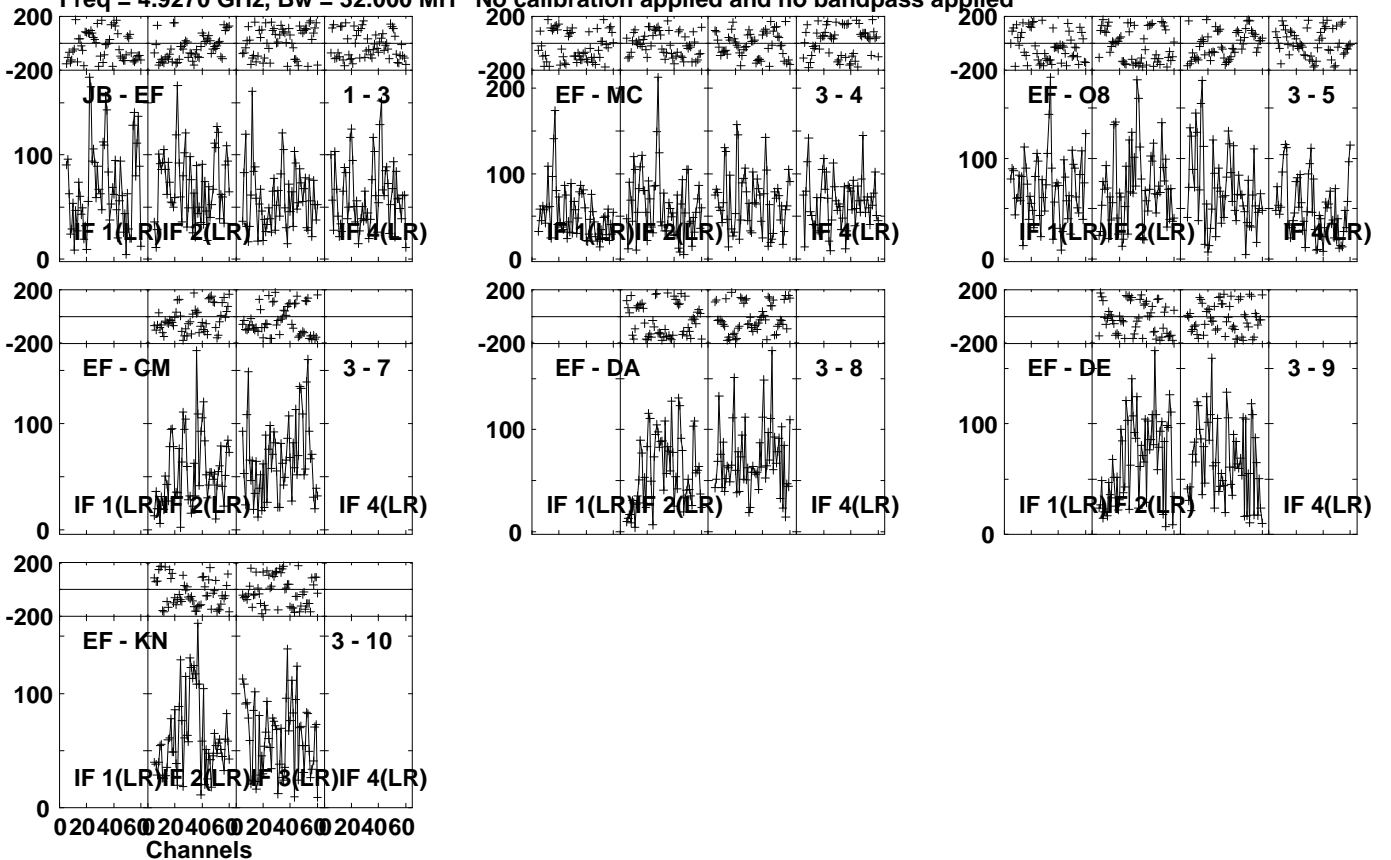 Freq = 4.9270 GHz, Bw = 32.000 MH No calibration applied and no bandpass applied
200
-200
100
0
JB - EF
1 - 3
IF 1(LR)
IF 2(LR)
IF 4(LR)
200
-200
200
100
0
EF - MC
3 - 4
IF 1(LR)
IF 2(LR)
IF 4(LR)
200
-200
100
0
EF - O8
3 - 5
IF 1(LR)
IF 2(LR)
IF 4(LR)
200
-200
100
0
EF - CM
3 - 7
IF 1(LR)
IF 2(LR)
IF 4(LR)
200
-200
100
0
EF - DA
3 - 8
IF 1(LR)
IF 2(LR)
IF 4(LR)
200
-200
100
0
EF - DE
3 - 9
IF 1(LR)
IF 2(LR)
IF 4(LR)
200
-200
100
0
EF - KN
3 - 10
IF 1(LR)
IF 2(LR)
IF 3(LR)
IF 4(LR)
0 20 40 60 0 20 40 60 0 20 40 60 0 20 40 60
Channels